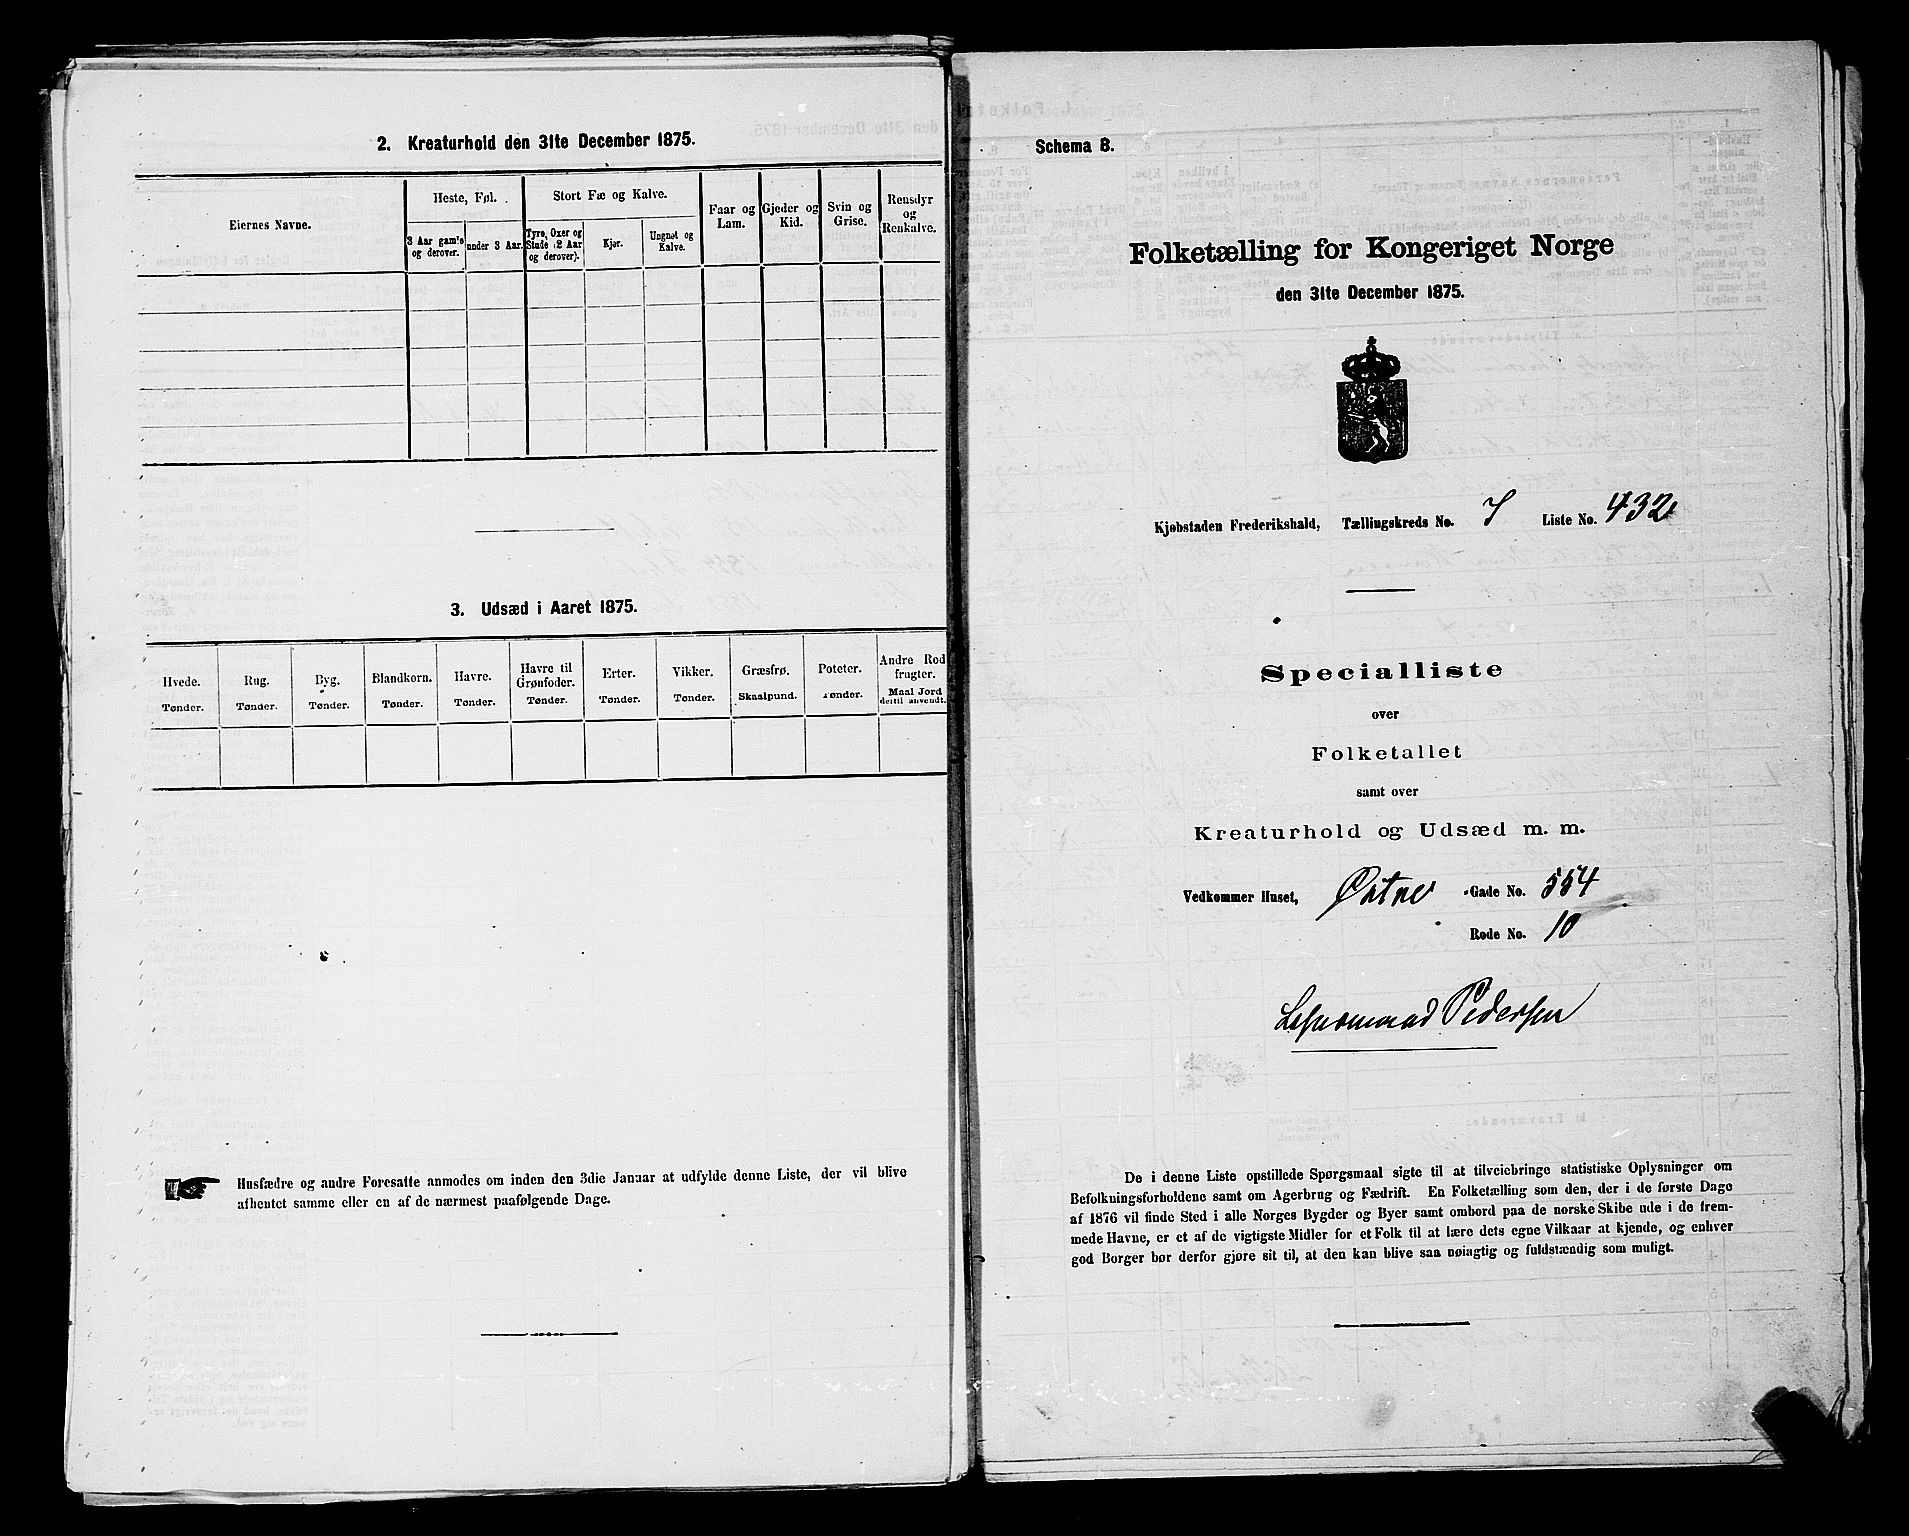 2. Kreaturhold den 31te December 1875.
Eiernes Navne.
Heste, Føl.
Stort Fæ og Kalve.
Faar og Lam.
Gjeder og Kid.
Svin og Grise.
Rensdyr og Renkalve.
3 Aar gamle og derover.
under 3 Aar.
Tyre, Oxer og Stude (2 Aar og derover).
Kjør.
Ungnøt og Kalve.
3. Udsæd i Aaret 1875.
Hvede.
Rug.
Byg.
Blandkorn.
Havre.
Havre til Grønfoder.
Erter.
Vikker.
Græsfrø.
Poteter.
Andre Rodfrugter.
Tønder.
Tønder.
Tønder.
Tønder.
Tønder.
Tønder.
Tønder.
Tønder.
Skaalpund.
Tønder.
Maal Jord dertil anvendt.
Husfædre og andre Foresatte anmodes om inden den 3die Januar at udfylde denne Liste, der vil blive
afhentet samme eller en af de nærmest paafølgende Dage.
Schema B.
Folketælling for Kongeriget Norge
den 31te December 1875.
Kjøbstaden Frederikshald, Tællingskreds No. 7 Liste No. 432
Specialliste
over
Folketallet
samt over
Kreaturhold og Udsæd m. m.
Vedkommer Huset, Østre Gade No. 554
Rode No. 10
Pedersen
De i denne Liste opstillede Spørgsmaal sigte til at tilveiebringe statistiske Oplysninger om
Befolkningsforholdene samt om Agerbrug og Fædrift. En Folketælling som den, der i de første Dage
af 1876 vil finde Sted i alle Norges Bygder og Byer samt ombord paa de norske Skibe ude i de frem-
mede Havne, er et af de vigtigste Midler for et Folk til at lære dets egne Vilkaar at kjende, og enhver
god Borger bør derfor gjøre sit til, at den kan blive saa nøiagtig og fuldstændig som muligt.